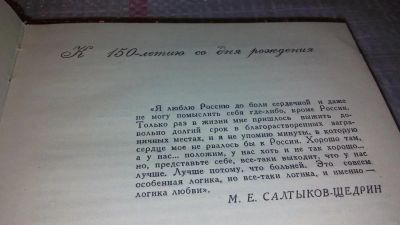 К 150-летию со дня рождения
«Я люблю Россию до боли сердечной и даже
не могу помыслить себя где-либо, кроме России.
Только раз в жизни мне пришлось выжить до-
вольно долгий срок в благорастворенных загра-
ничных местах, и я не упомню минуты, в которую
сердце мое не рвалось бы к России. Хорошо там,
а у нас... положим, у нас хоть и не так хорошо...
но, представьте себе, все-таки выходит, что у нас
лучше. Лучше потому, что больней. Это совсем
особенная логика, но все-таки логика, и именно —
логика любви».
М. Е. САЛТЫКОВ-ЩЕДРИН